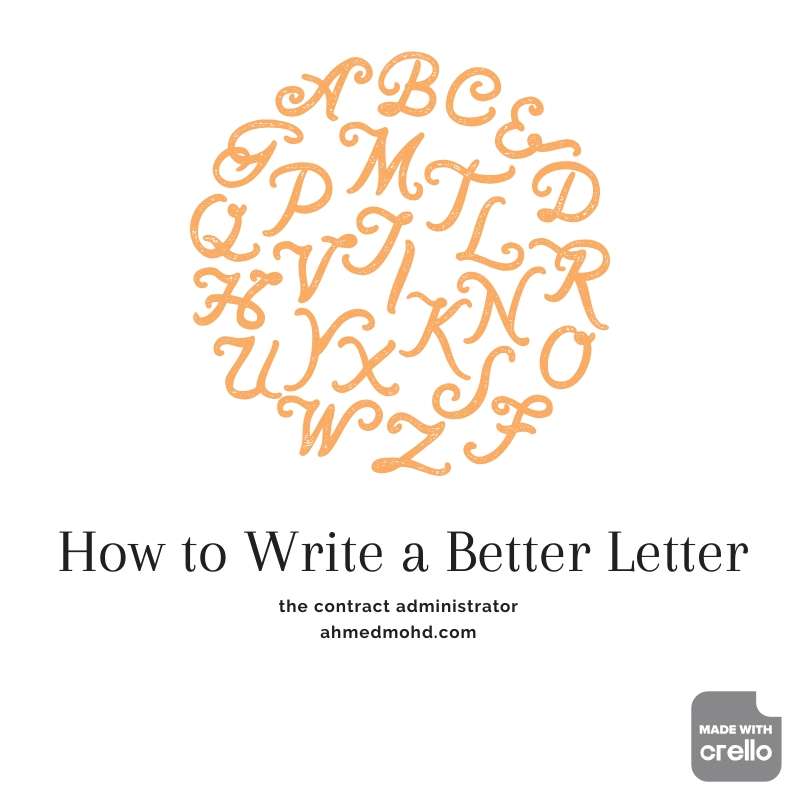 A B C &
G P M T L D
Q V J I R
H Y X K N O
U W Z S F
How to Write a Better Letter
the contract administrator
ahmedmohd.com
MADE WITH
crello